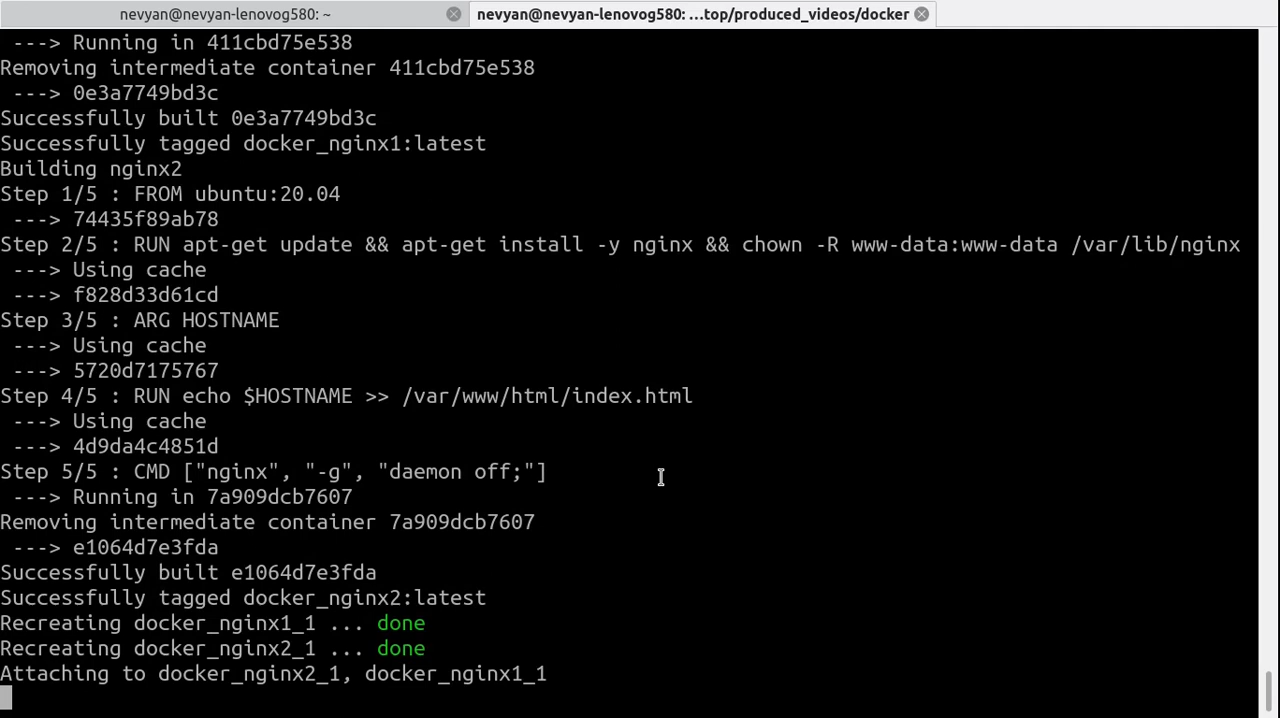 nevyan@nevyan-lenovog580: ~
nevyan@nevyan-lenovog580: ...top/produced_videos/docker
---> Running in 411cbd75e538
Removing intermediate container 411cbd75e538
---> 0e3a7749bd3c
Successfully built 0e3a7749bd3c
Successfully tagged docker_nginx1:latest
Building nginx2
Step 1/5 : FROM ubuntu:20.04
---> 74435f89ab78
Step 2/5 : RUN apt-get update && apt-get install -y nginx && chown -R www-data:www-data /var/lib/nginx
---> Using cache
---> f828d33d61cd
Step 3/5 : ARG HOSTNAME
---> Using cache
---> 5720d7175767
Step 4/5 : RUN echo $HOSTNAME >> /var/www/html/index.html
---> Using cache
---> 4d9da4c4851d
Step 5/5 : CMD ["nginx", "-g", "daemon off;"]
---> Running in 7a909dcb7607
Removing intermediate container 7a909dcb7607
---> e1064d7e3fda
Successfully built e1064d7e3fda
Successfully tagged docker_nginx2:latest
Recreating docker_nginx1_1 ... done
Recreating docker_nginx2_1 ... done
Attaching to docker_nginx2_1, docker_nginx1_1